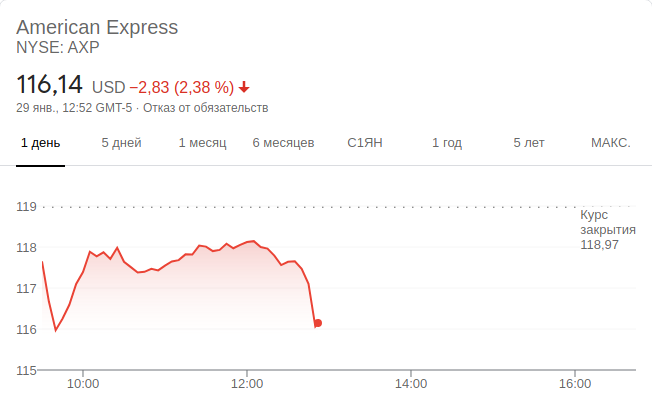 American Express
NYSE: AXP
116,14 USD −2,83 (2,38 %)
29 янв., 12:52 GMT-5 · Отказ от обязательств
1 день 5 дней 1 месяц 6 месяцев С1ЯН 1 год 5 лет МАКС.
119
Курс
закрытия
118,97
118
117
116
115
10:00 12:00 14:00 16:00